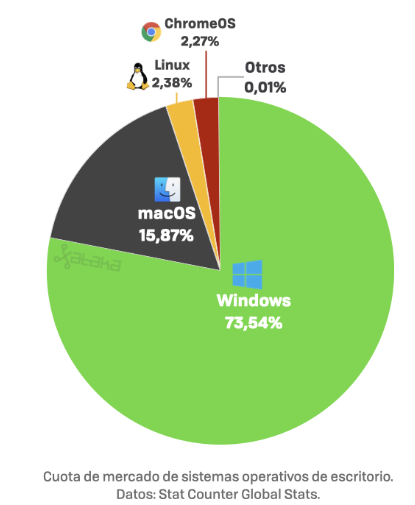 ChromeOS
2,27%
Linux
2,38%
Otros
0,01%
macOS
15,87%
xataka
Windows
73,54%
Cuota de mercado de sistemas operativos de escritorio.
Datos: Stat Counter Global Stats.